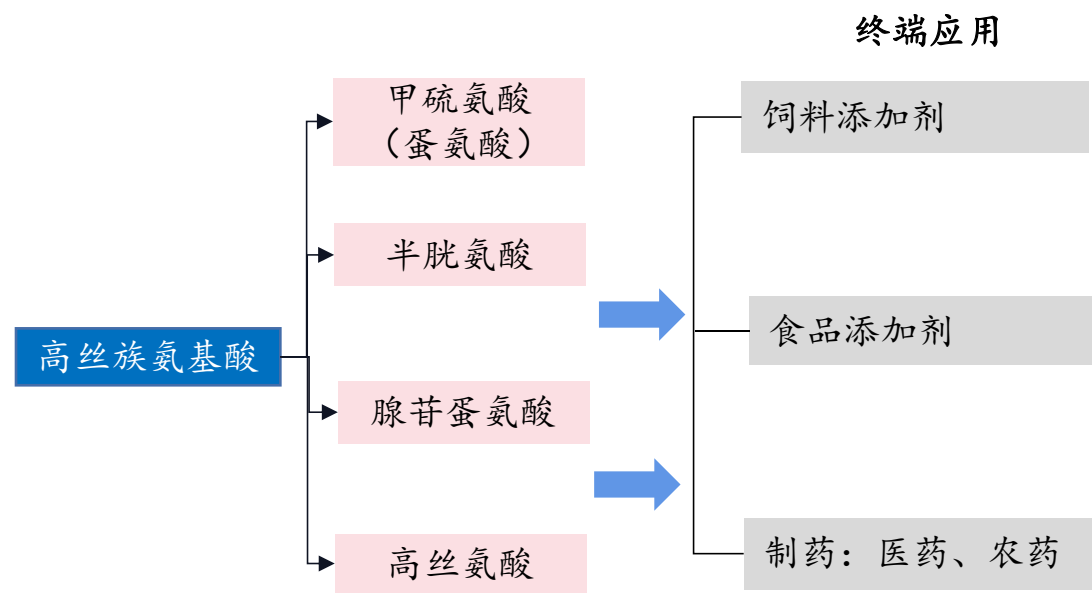 终端应用
甲硫氨酸
（蛋氨酸）
饲料添加剂
半胱氨酸
食品添加剂
高丝族氨基酸
腺苷蛋氨酸
制药：医药、农药
高丝氨酸